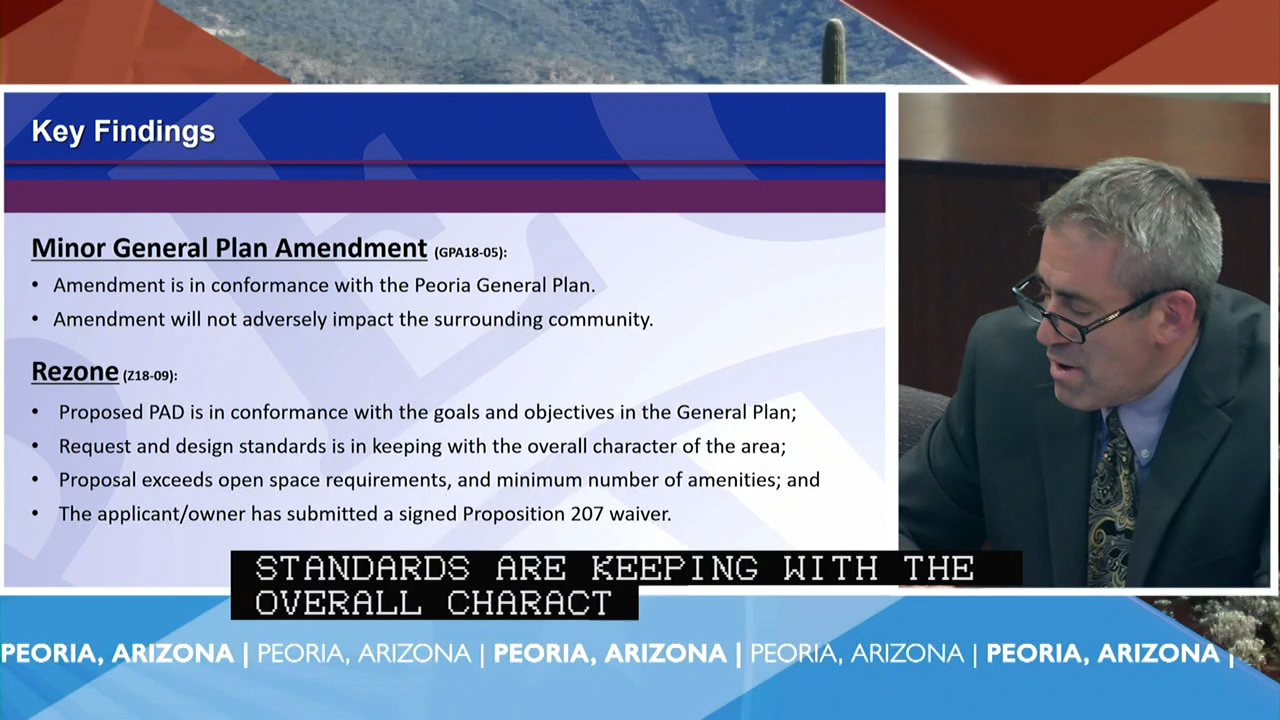 Key Findings
Minor General Plan Amendment (GPA18-05):
• Amendment is in conformance with the Peoria General Plan.
• Amendment will not adversely impact the surrounding community.
Rezone (Z18-09):
• Proposed PAD is in conformance with the goals and objectives in the General Plan;
• Request and design standards is in keeping with the overall character of the area;
• Proposal exceeds open space requirements, and minimum number of amenities; and
• The applicant/owner has submitted a signed Proposition 207 waiver.
STANDARDS ARE KEEPING WITH THE
OVERALL CHARACT
PEORIA, ARIZONA | PEORIA, ARIZONA | PEORIA, ARIZONA | PEORIA, ARIZONA | PEORIA, ARIZONA |